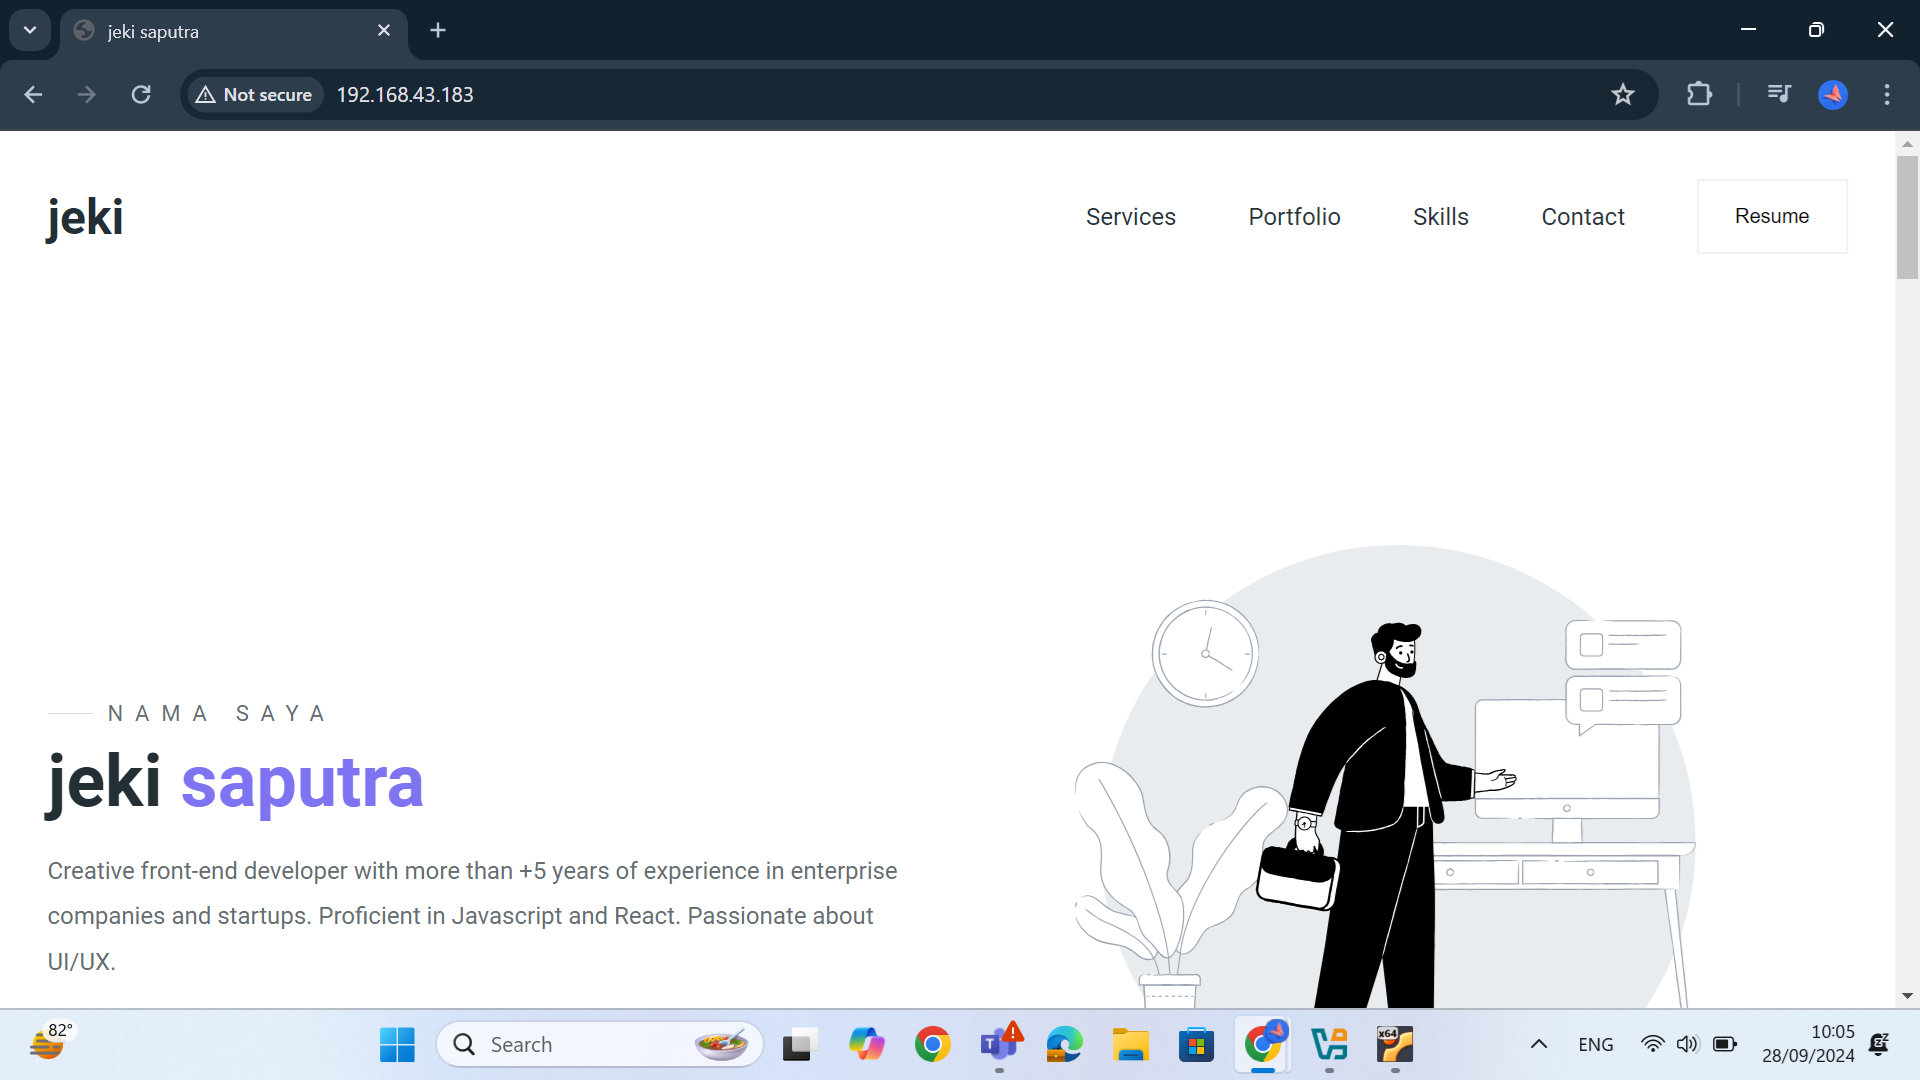 jeki saputra
Not secure
192.168.43.183
jeki
Services
Portfolio
Skills
Contact
Resume
NAMA SAYA
jeki saputra
Creative front-end developer with more than +5 years of experience in enterprise
companies and startups. Proficient in Javascript and React. Passionate about
UI/UX.
82°
Search
x64
ENG
10:05
28/09/2024